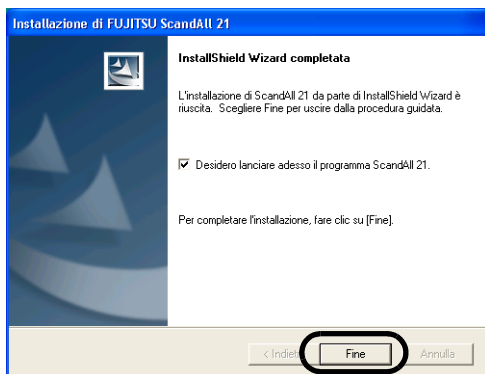 Installazione di FUJITSU ScandAll 21
InstallShield Wizard completata
L'installazione di ScandAll 21 da parte di InstallShield Wizard è
riuscita. Scegliere Fine per uscire dalla procedura guidata.
Desidero lanciare adesso il programma ScandAll 21.
Per completare l'installazione, fare clic su [Fine].
< Indiet Fine Annulla